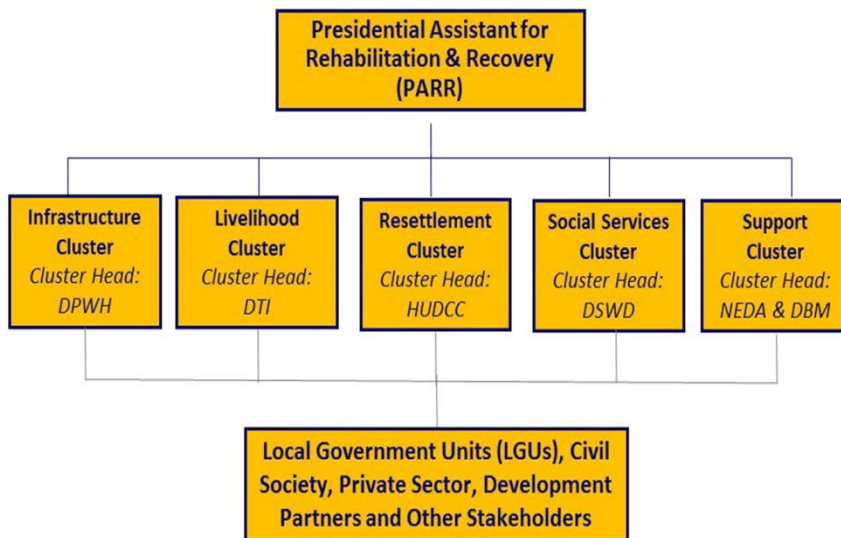 Presidential Assistant for
Rehabilitation & Recovery
(PARR)
Infrastructure
Cluster
Cluster Head:
DPWH
Livelihood
Cluster
Cluster Head:
DTI
Resettlement
Cluster
Cluster Head:
HUDCC
Social Services
Cluster
Cluster Head:
DSWD
Support
Cluster
Cluster Head:
NEDA & DBM
Local Government Units (LGUs), Civil
Society, Private Sector, Development
Partners and Other Stakeholders